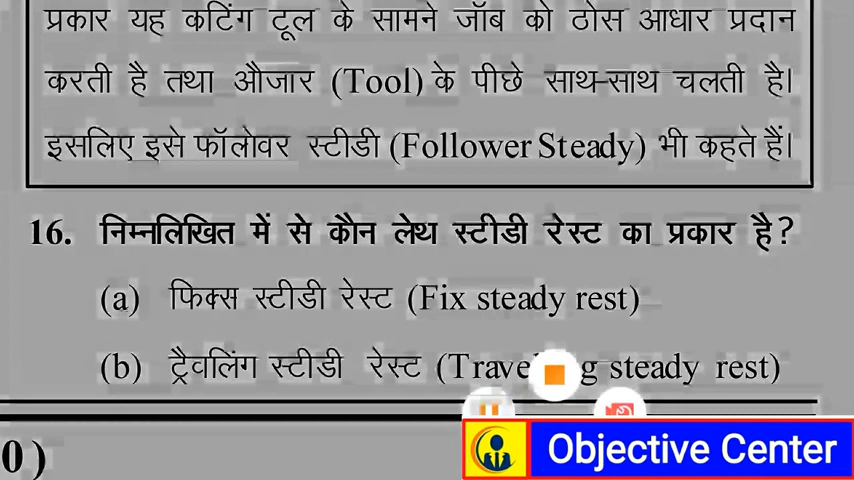 प्रकार यह कटिंग टूल के सामने जॉब को ठोस आधार प्रदान
करती है तथा औजार (Tool) के पीछे साथ-साथ चलती है।
इसलिए इसे फॉलोवर स्टीडी (Follower Steady) भी कहते हैं।
16. निम्नलिखित में से कौन लेथ स्टीडी रेस्ट का प्रकार है?
(a) फिक्स स्टीडी रेस्ट (Fix steady rest)
(b) ट्रैवलिंग स्टीडी रेस्ट (Trave g steady rest)
0)
Objective Center